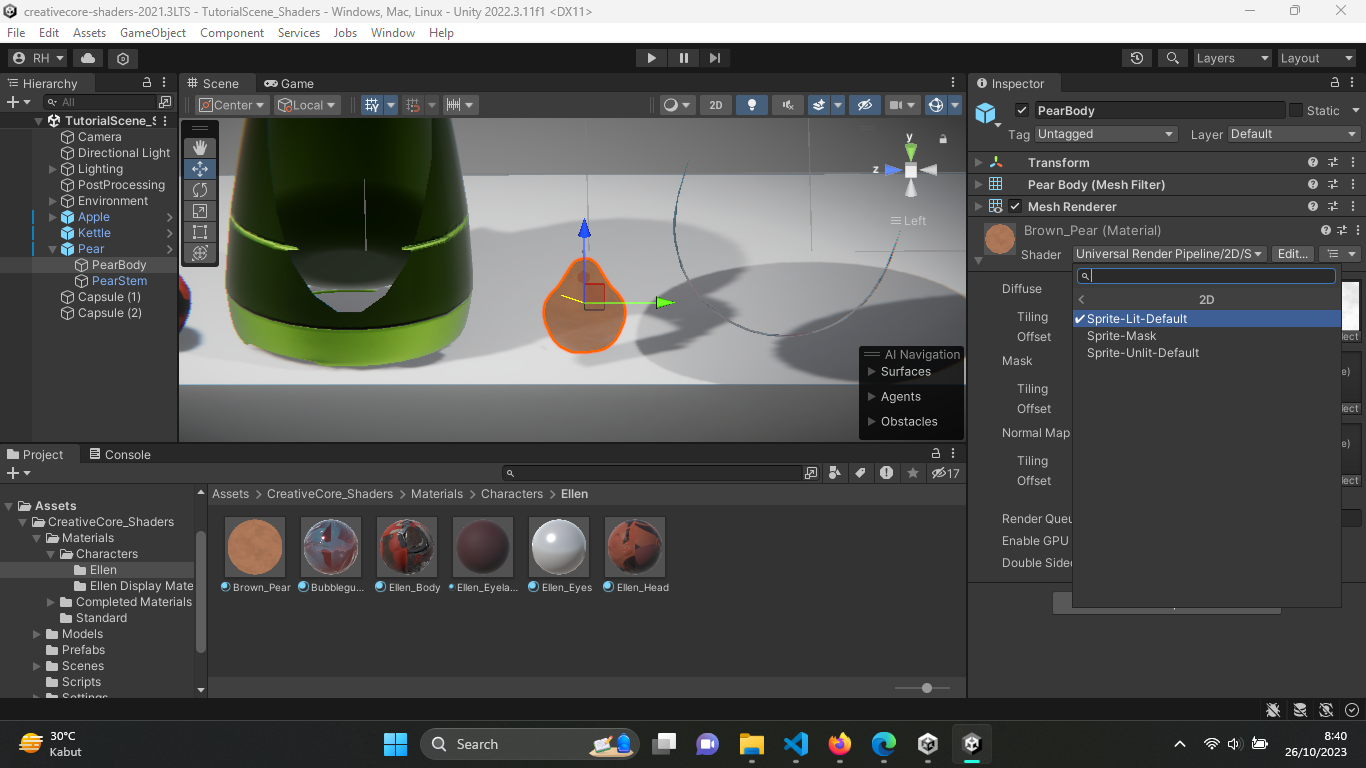 creativecore-shaders-2021.3LTS - TutorialScene_Shaders - Windows, Mac, Linux - Unity 2022.3.11f1 <DX11>
File Edit Assets GameObject Component Services Jobs Window Help
RH Layers Layout
Hierarchy
All
TutorialScene_S
Camera
Directional Light
Lighting
PostProcessing
Environment
Apple
Kettle
Pear
PearBody
PearStem
Capsule (1)
Capsule (2)
Scene Game
Center Local 2D
y
z
Left
AI Navigation
Surfaces
Agents
Obstacles
Inspector
PearBody Static
Tag Untagged Layer Default
Transform
Pear Body (Mesh Filter)
Mesh Renderer
Brown_Pear (Material)
Shader Universal Render Pipeline/2D/S Edit...
2D
Sprite-Lit-Default
Sprite-Mask
Sprite-Unlit-Default
Diffuse
Tiling
Offset lect
Mask e)
Tiling
Offset lect
Normal Map e)
Tiling
Offset lect
Render Queu
Enable GPU
Double Sided
Project Console
17
Assets
CreativeCore_Shaders
Materials
Characters
Ellen
Ellen Display Mate
Completed Materials
Standard
Models
Prefabs
Scenes
Scripts
Settings
Assets > CreativeCore_Shaders > Materials > Characters > Ellen
Brown_Pear Bubblegu... Ellen_Body Ellen_Eyela... Ellen_Eyes Ellen_Head
30°C
Kabut
Search
8:40
26/10/2023